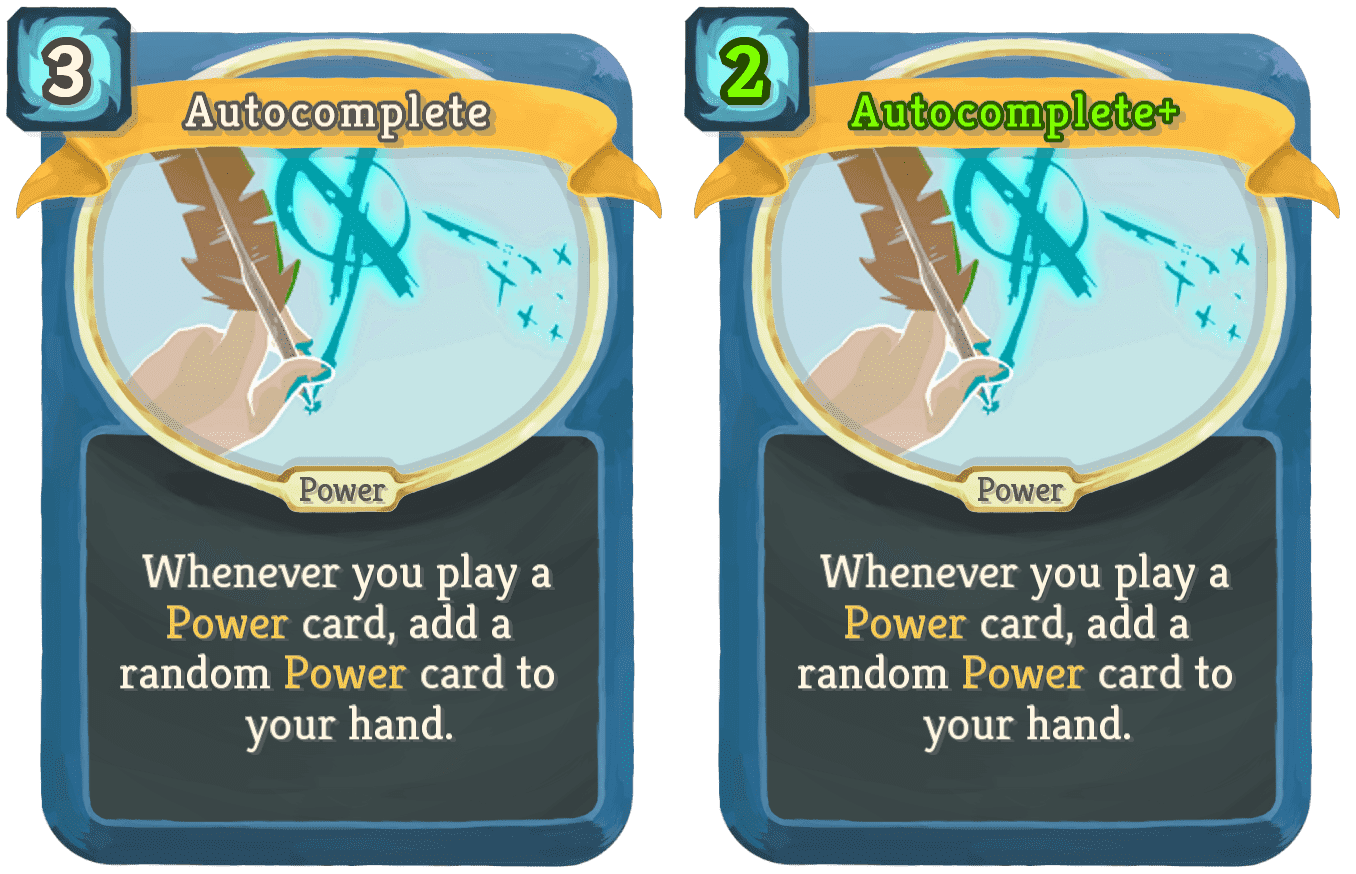 3
Autocomplete
Power
Whenever you play a
Power card, add a
random Power card to
your hand.
2
Autocomplete+
Power
Whenever you play a
Power card, add a
random Power card to
your hand.